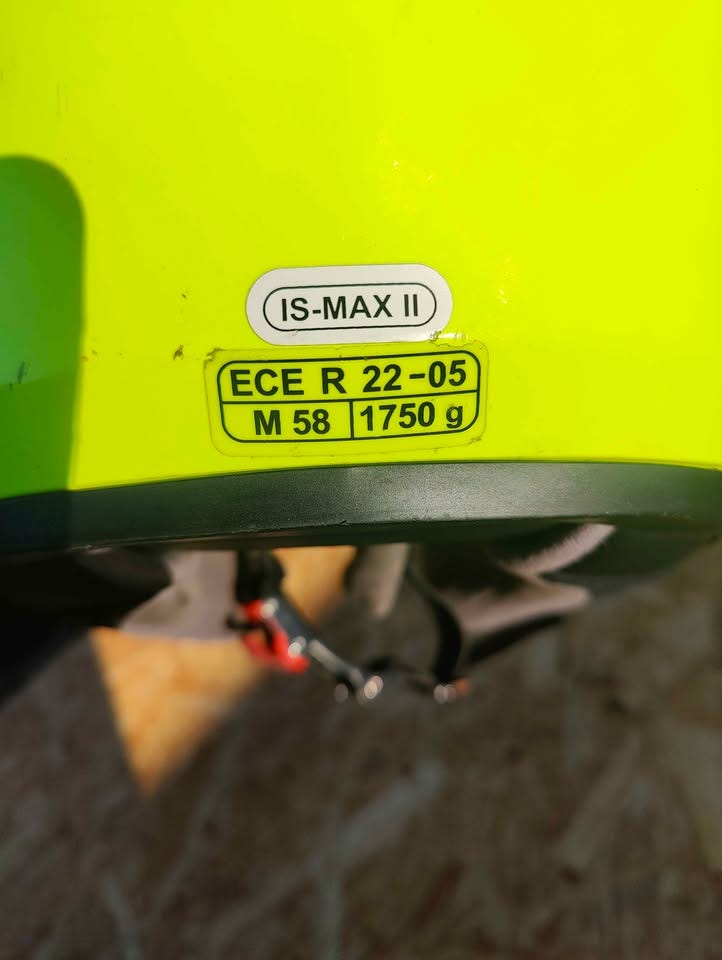 IS-MAX II
ECE R 22-05
M 58 1750 g